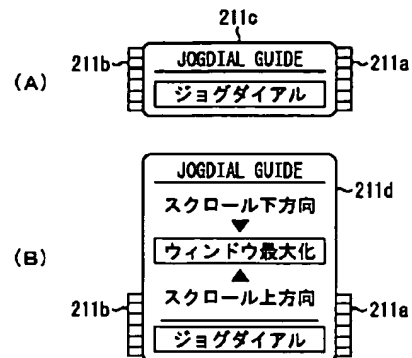 211c
211b
211a
(A)
JOGDIAL GUIDE
ジョグダイアル
JOGDIAL GUIDE
211d
スクロール下方向
▼
(B)
ウィンドウ最大化
▲
211b
スクロール上方向
211a
ジョグダイアル